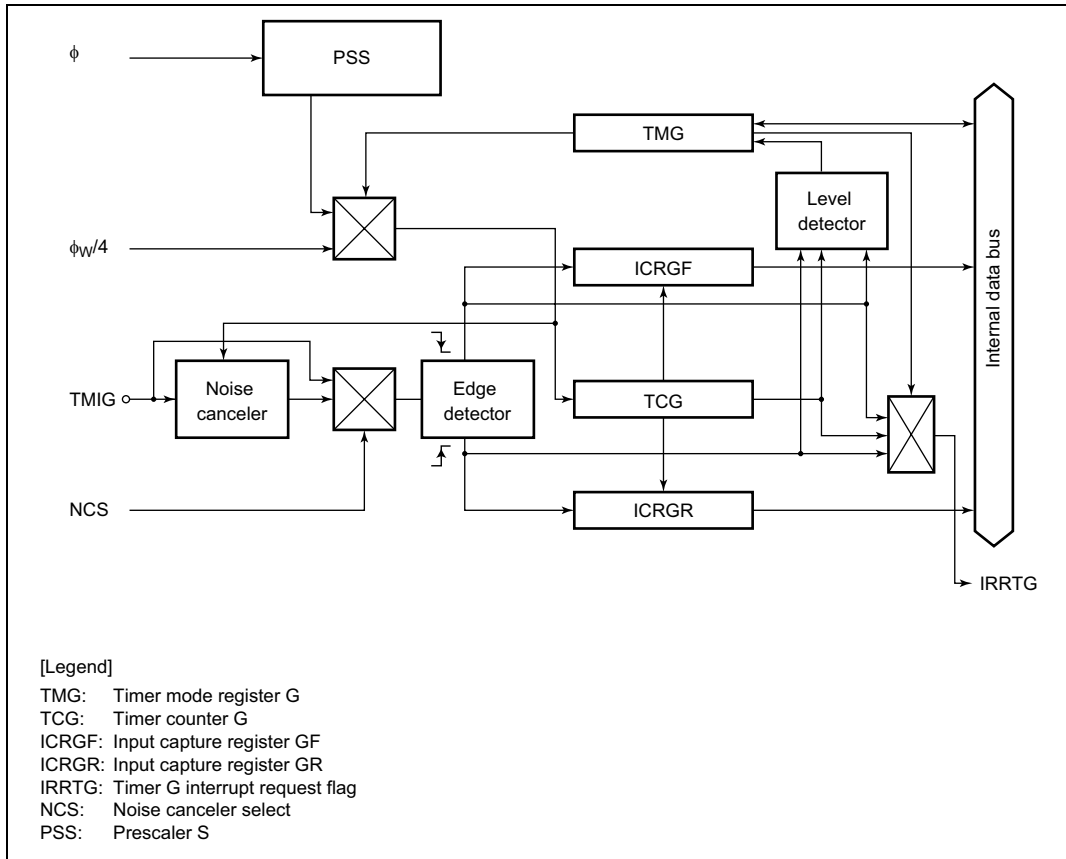 ϕ
PSS
TMG
Level
detector
ϕW/4
ICRGF
Internal data bus
TMIG
Noise
canceler
Edge
detector
TCG
NCS
ICRGR
IRRTG
[Legend]
TMG: Timer mode register G
TCG: Timer counter G
ICRGF: Input capture register GF
ICRGR: Input capture register GR
IRRTG: Timer G interrupt request flag
NCS: Noise canceler select
PSS: Prescaler S